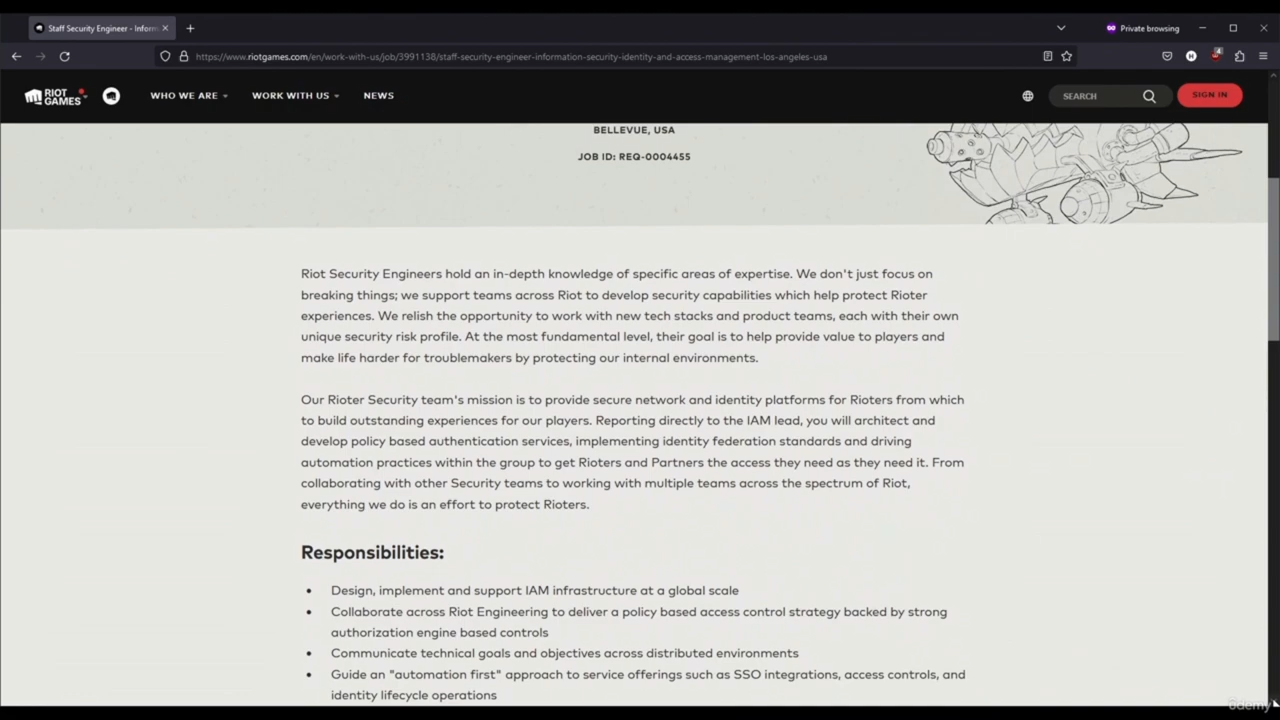 Staff Security Engineer - Inform
Private browsing
https://www.riotgames.com/en/work-with-us/job/3991138/staff-security-engineer-information-security-identity-and-access-management-los-angeles-usa
4
RIOT GAMES
WHO WE ARE
WORK WITH US
NEWS
SEARCH
SIGN IN
BELLEVUE, USA
JOB ID: REQ-0004455
Riot Security Engineers hold an in-depth knowledge of specific areas of expertise. We don't just focus on
breaking things; we support teams across Riot to develop security capabilities which help protect Rioter
experiences. We relish the opportunity to work with new tech stacks and product teams, each with their own
unique security risk profile. At the most fundamental level, their goal is to help provide value to players and
make life harder for troublemakers by protecting our internal environments.
Our Rioter Security team's mission is to provide secure network and identity platforms for Rioters from which
to build outstanding experiences for our players. Reporting directly to the IAM lead, you will architect and
develop policy based authentication services, implementing identity federation standards and driving
automation practices within the group to get Rioters and Partners the access they need as they need it. From
collaborating with other Security teams to working with multiple teams across the spectrum of Riot,
everything we do is an effort to protect Rioters.
Responsibilities:
• Design, implement and support IAM infrastructure at a global scale
• Collaborate across Riot Engineering to deliver a policy based access control strategy backed by strong
authorization engine based controls
• Communicate technical goals and objectives across distributed environments
• Guide an "automation first" approach to service offerings such as SSO integrations, access controls, and
identity lifecycle operations
ûdemy